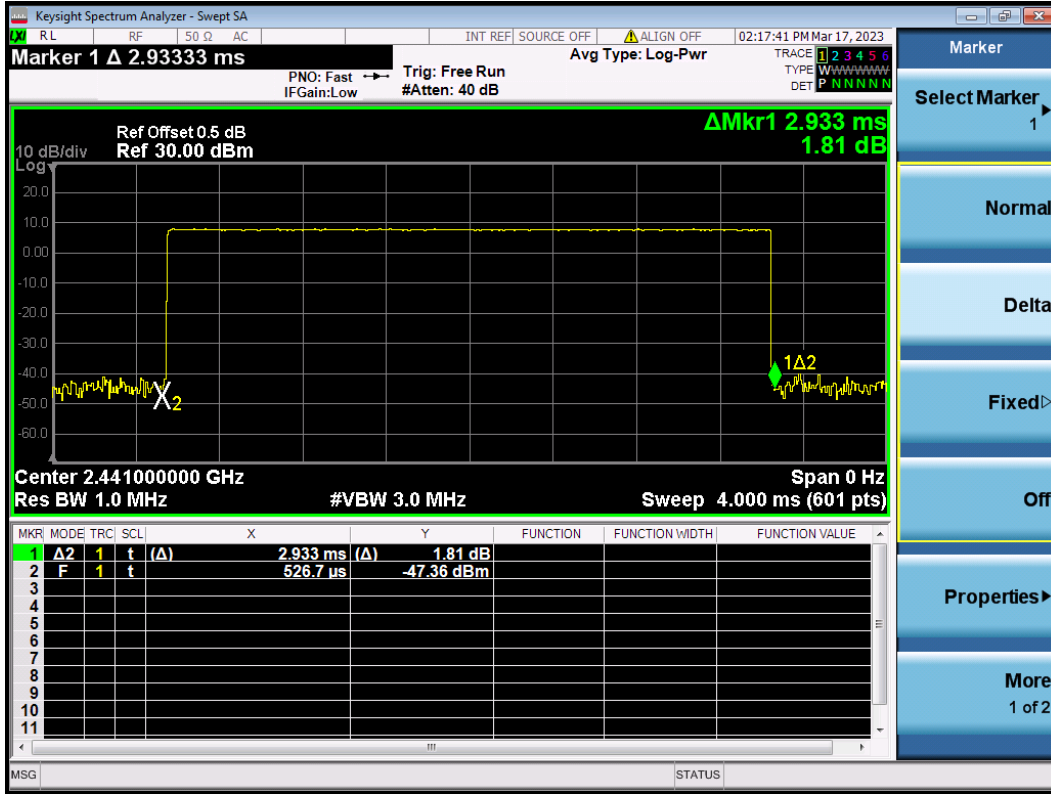 Keysight Spectrum Analyzer - Swept SA
LXI RL RF 50 Ω AC INT REF SOURCE OFF ALIGN OFF 02:17:41 PM Mar 17, 2023
Marker 1 Δ 2.93333 ms
PNO: Fast
IFGain:Low
Trig: Free Run
#Atten: 40 dB
Avg Type: Log-Pwr
TRACE 1 2 3 4 5 6
TYPE W W W W W W
DET P N N N N N
ΔMkr1 2.933 ms
1.81 dB
Ref Offset 0.5 dB
10 dB/div Ref 30.00 dBm
Log
20.0
10.0
0.00
-10.0
-20.0
-30.0
-40.0
-50.0
-60.0
1Δ2
X2
Center 2.441000000 GHz Span 0 Hz
Res BW 1.0 MHz #VBW 3.0 MHz Sweep 4.000 ms (601 pts)
MKR MODE TRC SCL X Y FUNCTION FUNCTION WIDTH FUNCTION VALUE
1 Δ2 1 t (Δ) 2.933 ms (Δ) 1.81 dB
2 F 1 t 526.7 µs -47.36 dBm
3
4
5
6
7
8
9
10
11
MSG STATUS
Marker
Select Marker
1
Normal
Delta
Fixed
Off
Properties
More
1 of 2